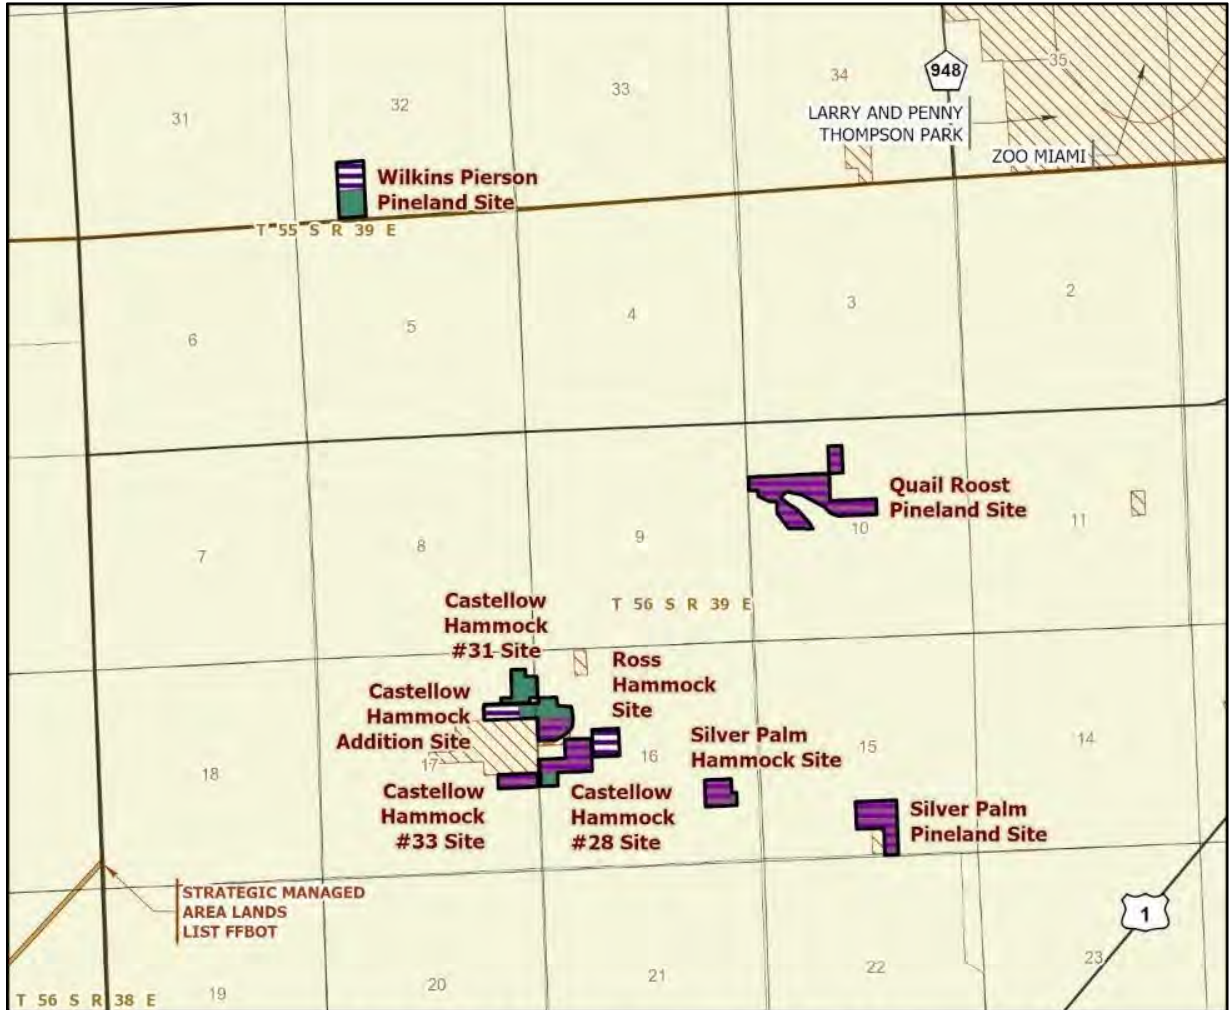 31
32
33
34
35
948
LARRY AND PENNY
THOMPSON PARK
ZOO MIAMI
Wilkins Pierson
Pineland Site
T 55 S R 39 E
6
5
4
3
2
Quail Roost
Pineland Site
7
8
9
10
11
T 56 S R 39 E
Castellow
Hammock
#31 Site
Ross
Hammock
Site
Castellow
Hammock
Addition Site
Silver Palm
Hammock Site
18
17
16
15
14
Castellow
Hammock
#33 Site
Castellow
Hammock
#28 Site
Silver Palm
Pineland Site
STRATEGIC MANAGED
AREA LANDS
LIST FFBOT
1
T 56 S R 38 E
19
20
21
22
23